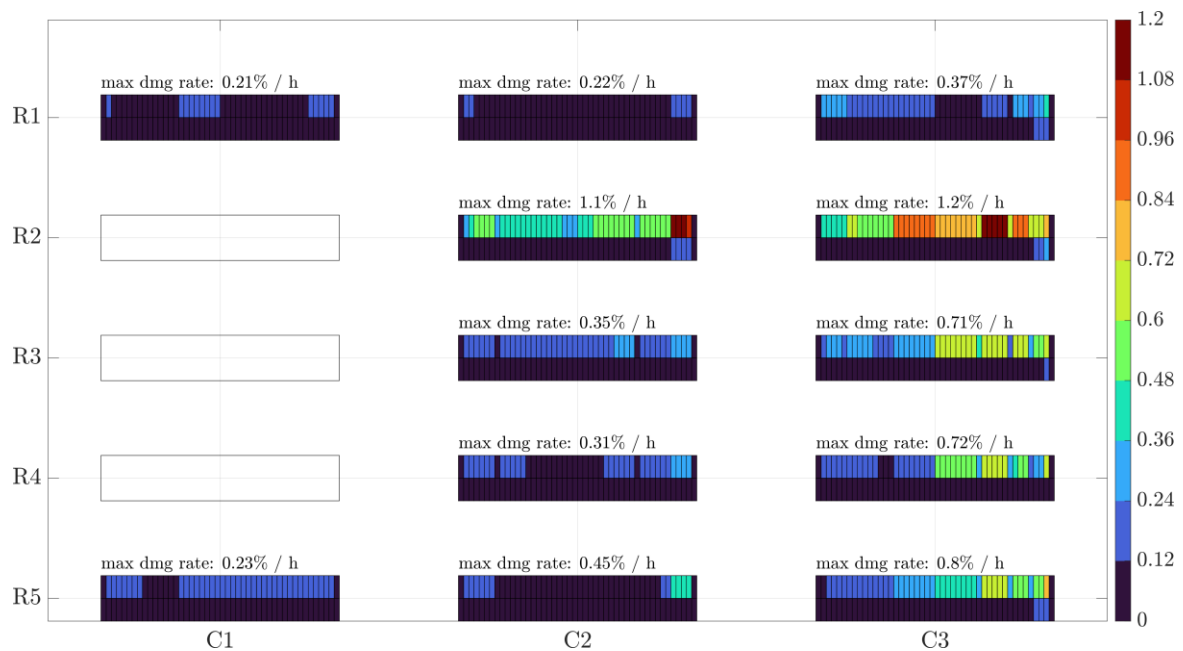 max dmg rate: 0.21% / h
max dmg rate: 0.22% / h
max dmg rate: 0.37% / h
R1
max dmg rate: 1.1% / h
max dmg rate: 1.2% / h
R2
max dmg rate: 0.35% / h
max dmg rate: 0.71% / h
R3
max dmg rate: 0.31% / h
max dmg rate: 0.72% / h
R4
max dmg rate: 0.23% / h
max dmg rate: 0.45% / h
max dmg rate: 0.8% / h
R5
C1
C2
C3
1.2
1.08
0.96
0.84
0.72
0.6
0.48
0.36
0.24
0.12
0